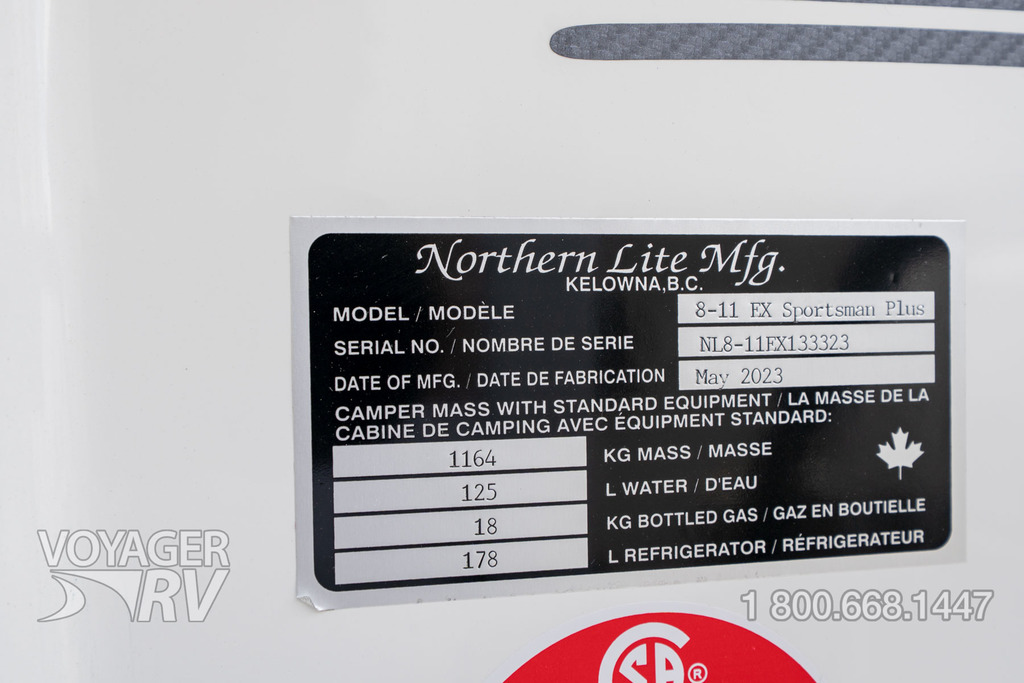 Northern Lite Mfg.
KELOWNA, B.C.
MODEL / MODÈLE 8-11 EX Sportsman Plus
SERIAL NO. / NOMBRE DE SERIE NL8-11EX133323
DATE OF MFG. / DATE DE FABRICATION May 2023
CAMPER MASS WITH STANDARD EQUIPMENT / LA MASSE DE LA
CABINE DE CAMPING AVEC ÉQUIPMENT STANDARD:
1164 KG MASS / MASSE
125 L WATER / D'EAU
18 KG BOTTLED GAS / GAZ EN BOUTIELLE
178 L REFRIGERATOR / RÉFRIGERATEUR
VOYAGER
RV
1 800.668.1447
SA®